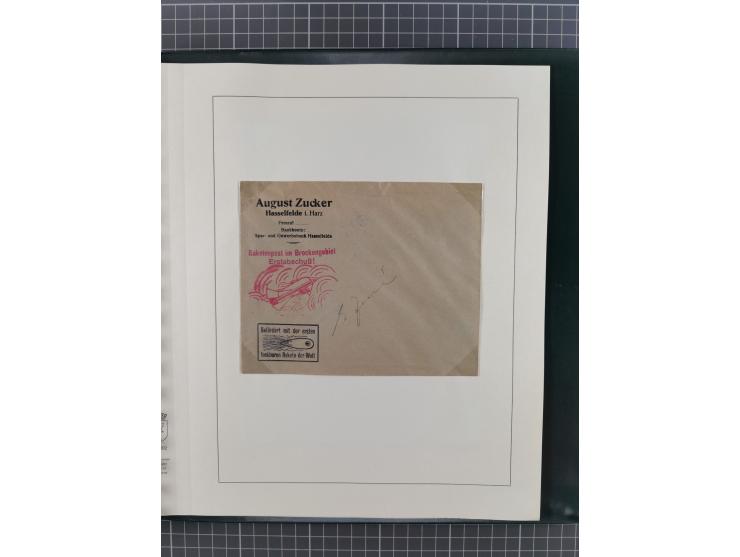 August Zucker
Hasselfelde i. Harz
Fernruf
Bankkonto:
Spar- und Gewerbebank Hasselfelde
Raketenpost im Brockengebiet
Erstabschuß!
Befördert mit der ersten
lenkbaren Rakete der Welt